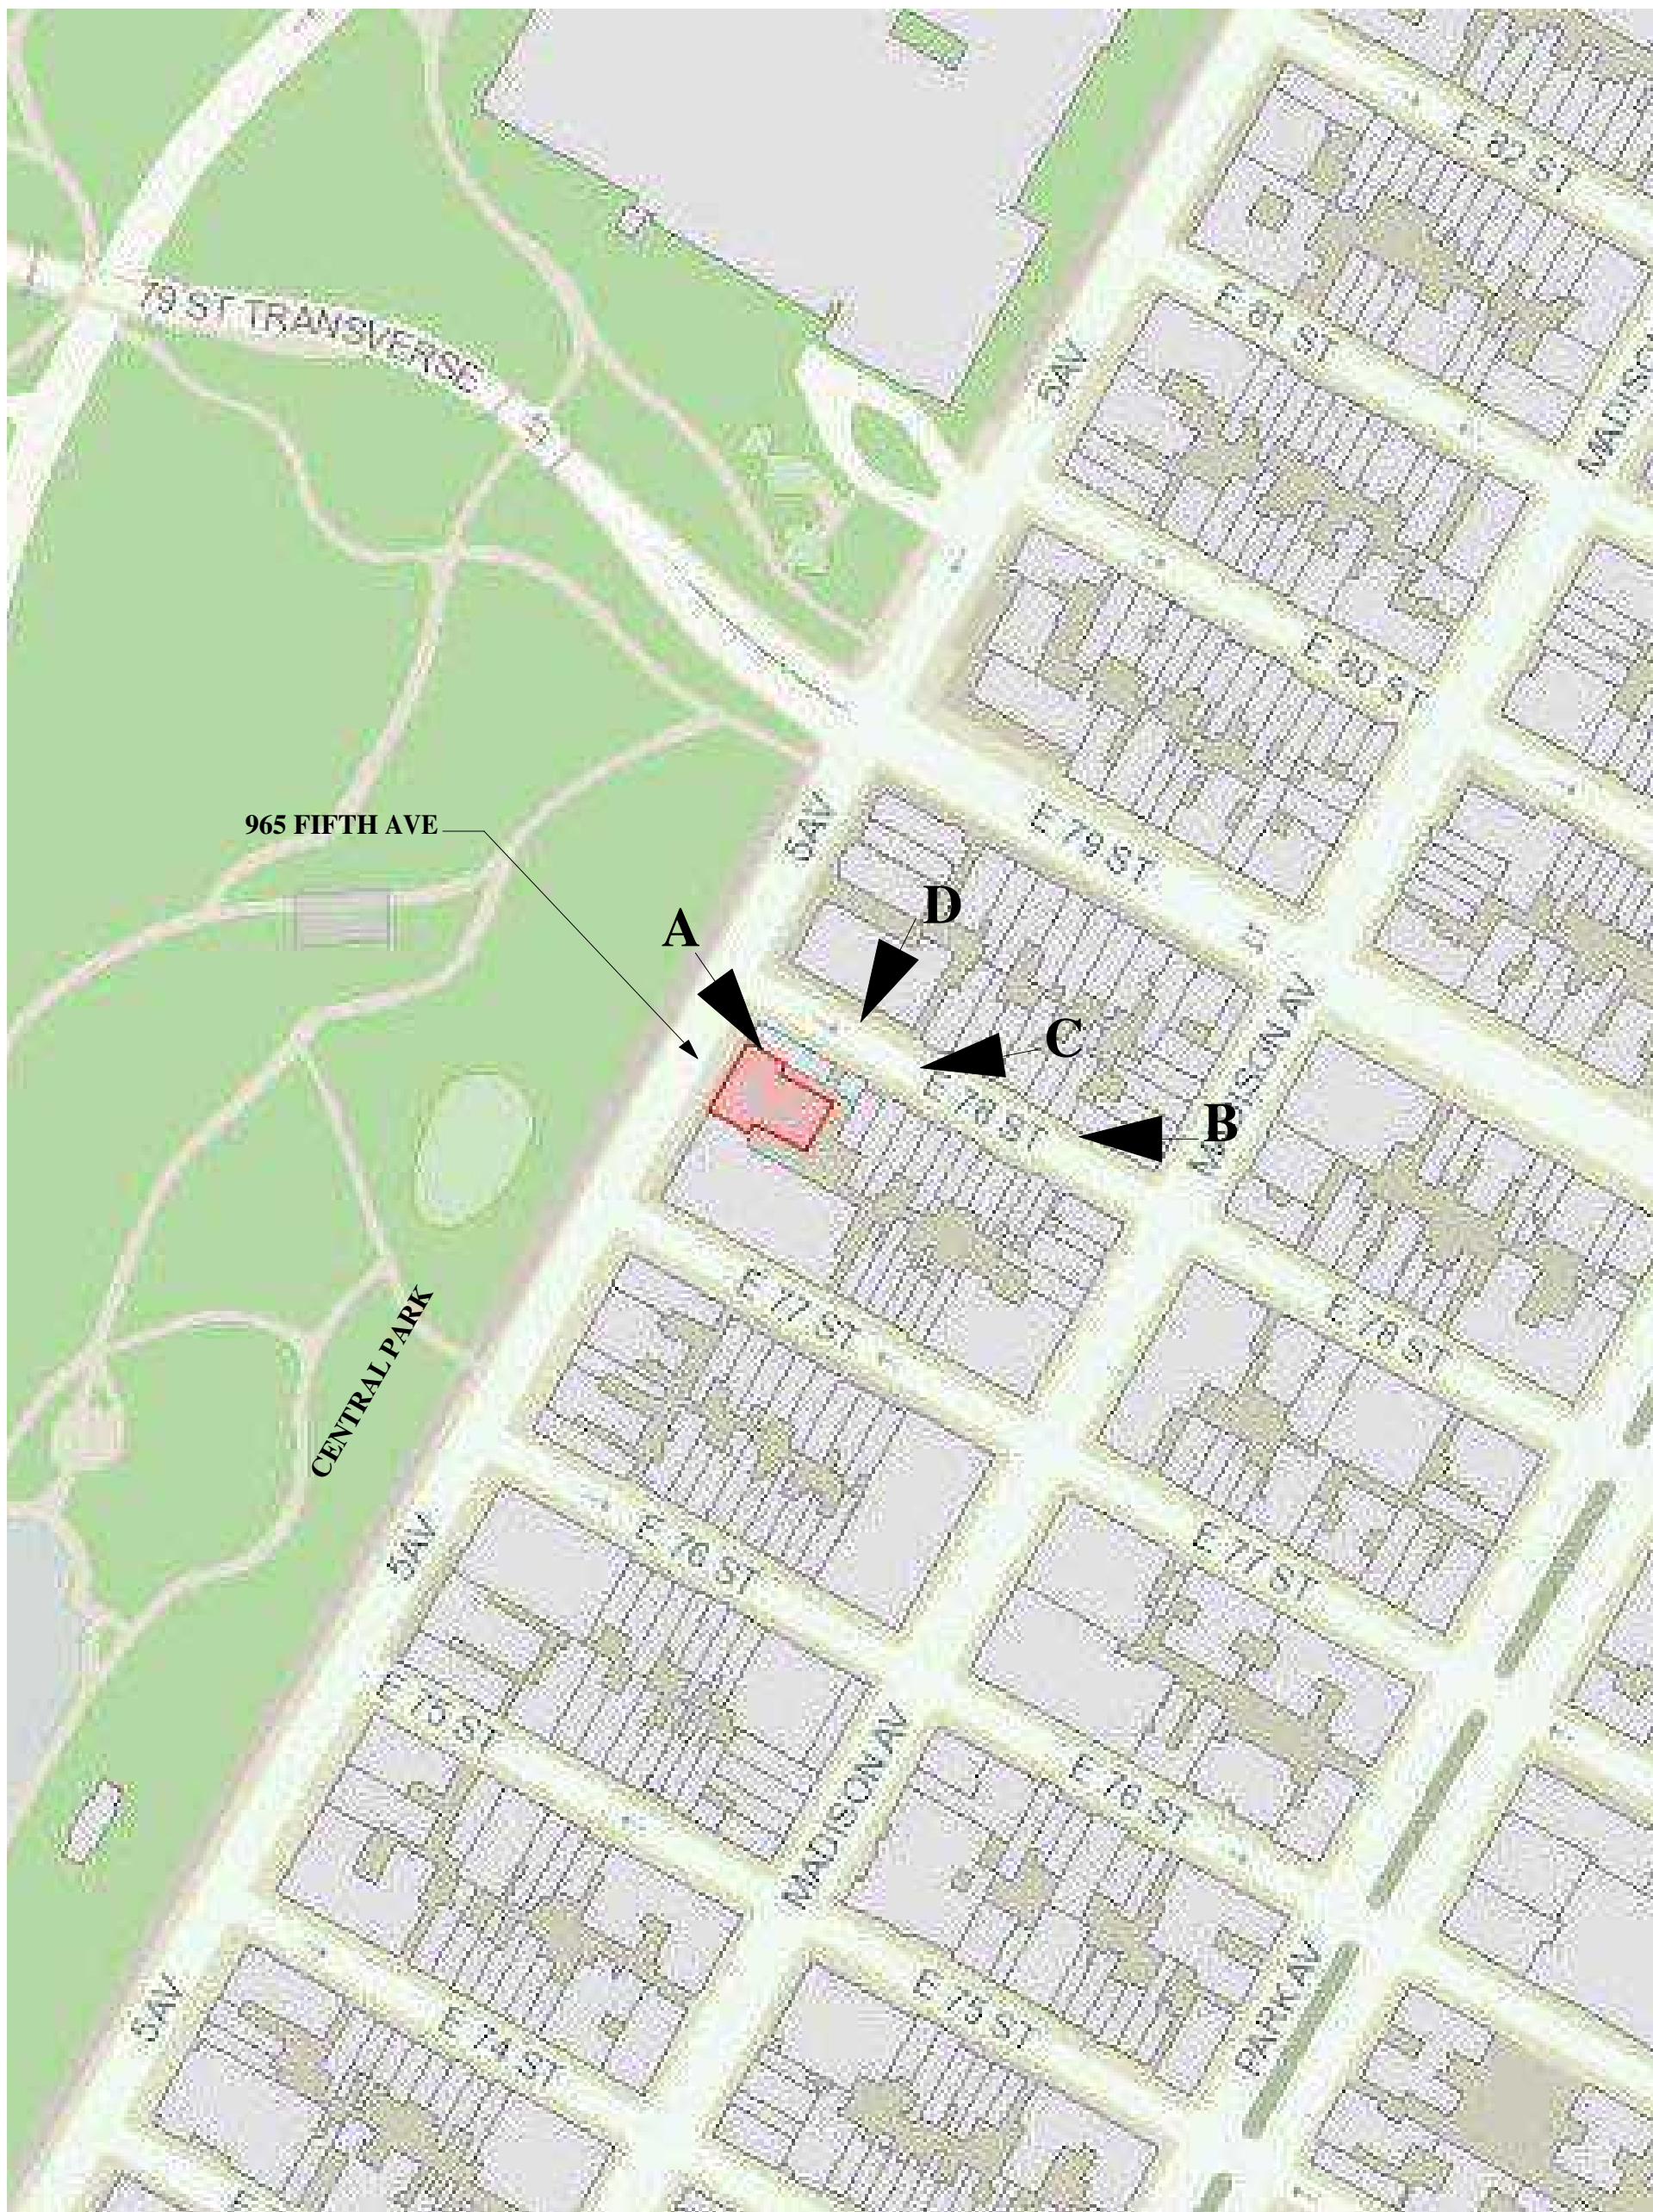 E 82 ST
79 ST TRANSVERSE
E 81 ST
5AV
MADISON
E 80 ST
5AV
E 79 ST
965 FIFTH AVE
D
A
C
MADISON AV
E 78 ST
B
E 77 ST
E 78 ST
CENTRAL PARK
5AV
E 76 ST
E 77 ST
E 75 ST
MADISON AV
E 76 ST
5AV
E 74 ST
E 75 ST
PARK AV